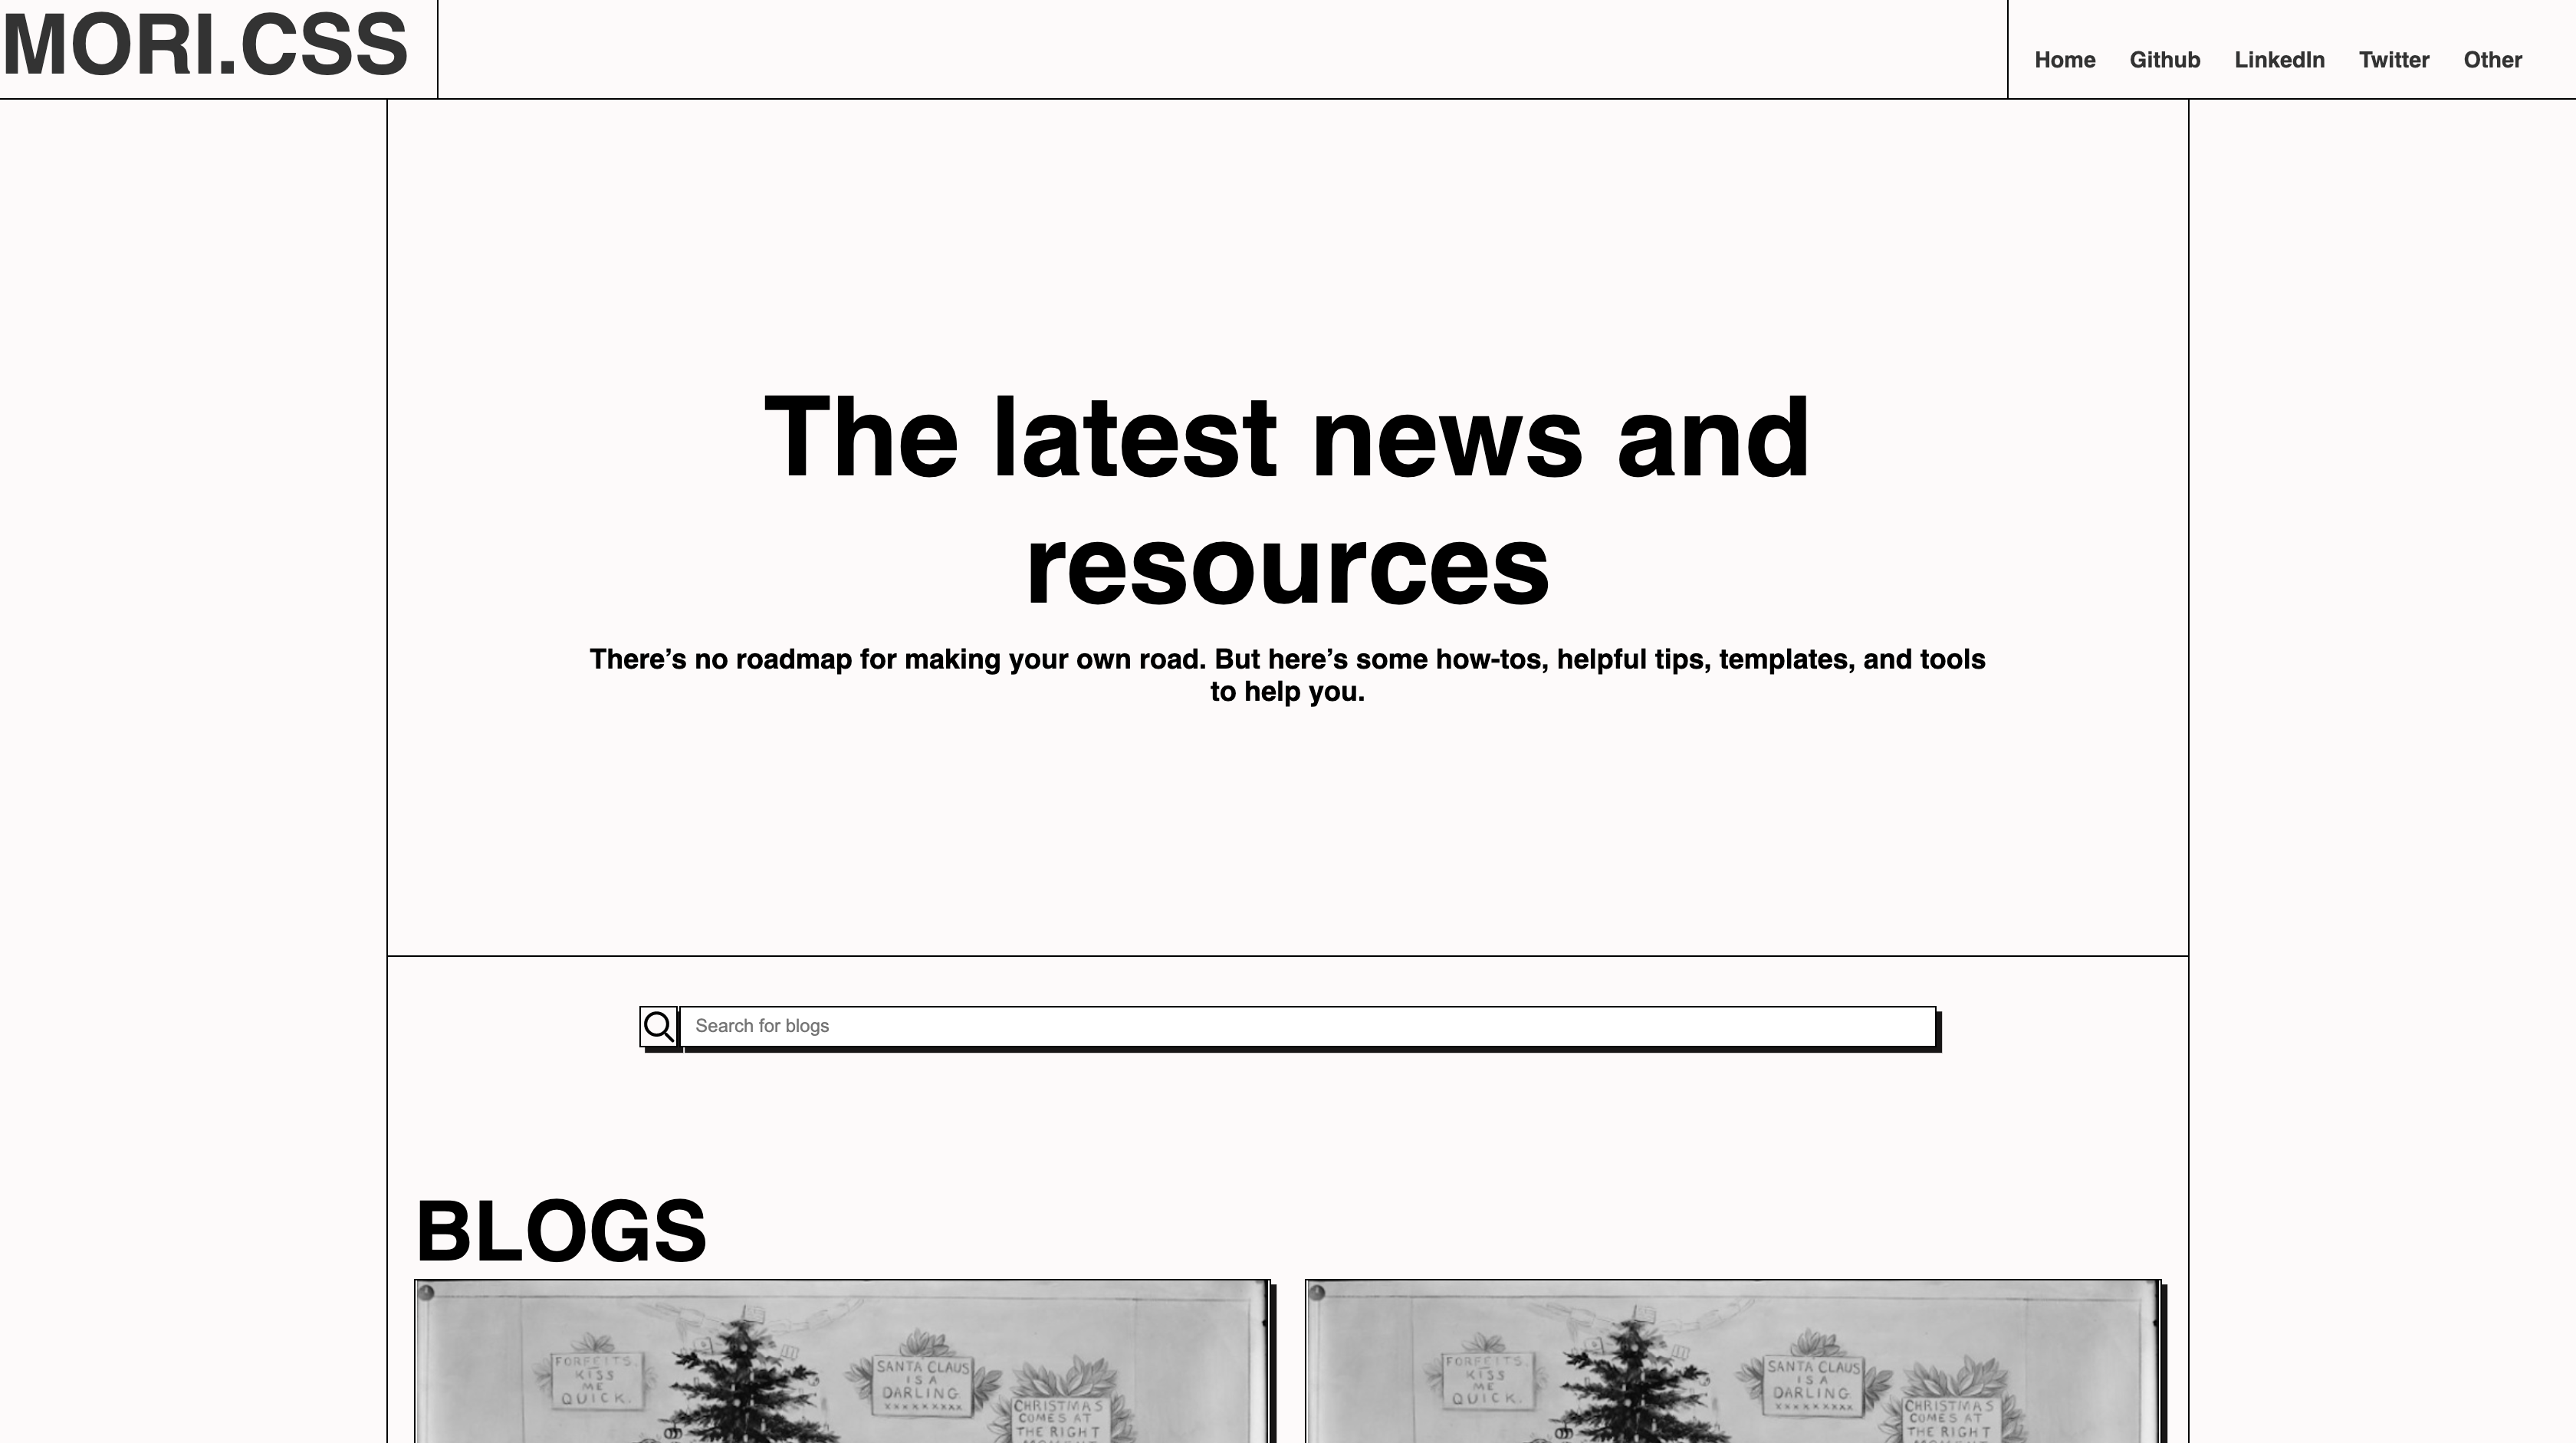 MORI.CSS
Home Github LinkedIn Twitter Other
The latest news and
resources
There’s no roadmap for making your own road. But here’s some how-tos, helpful tips, templates, and tools
to help you.
Search for blogs
BLOGS
FORFEITS.
KISS
ME
QUICK.
SANTA CLAUS
IS A
DARLING.
xxxxxxxxx
CHRISTMAS
COMES AT
THE RIGHT
MOMENT
FORFEITS.
KISS
ME
QUICK.
SANTA CLAUS
IS A
DARLING.
xxxxxxxxx
CHRISTMAS
COMES AT
THE RIGHT
MOMENT